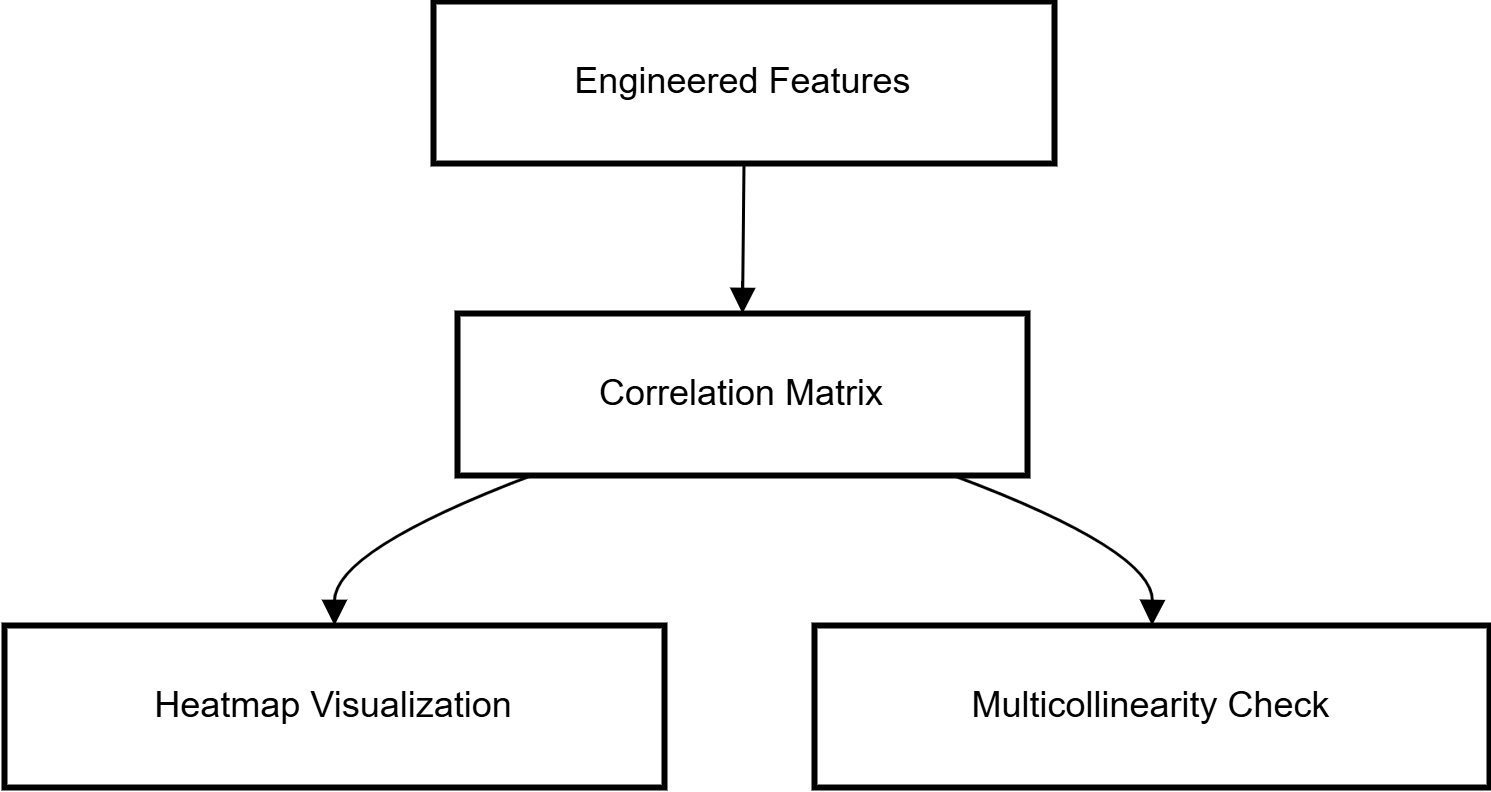 Engineered Features
Correlation Matrix
Heatmap Visualization
Multicollinearity Check